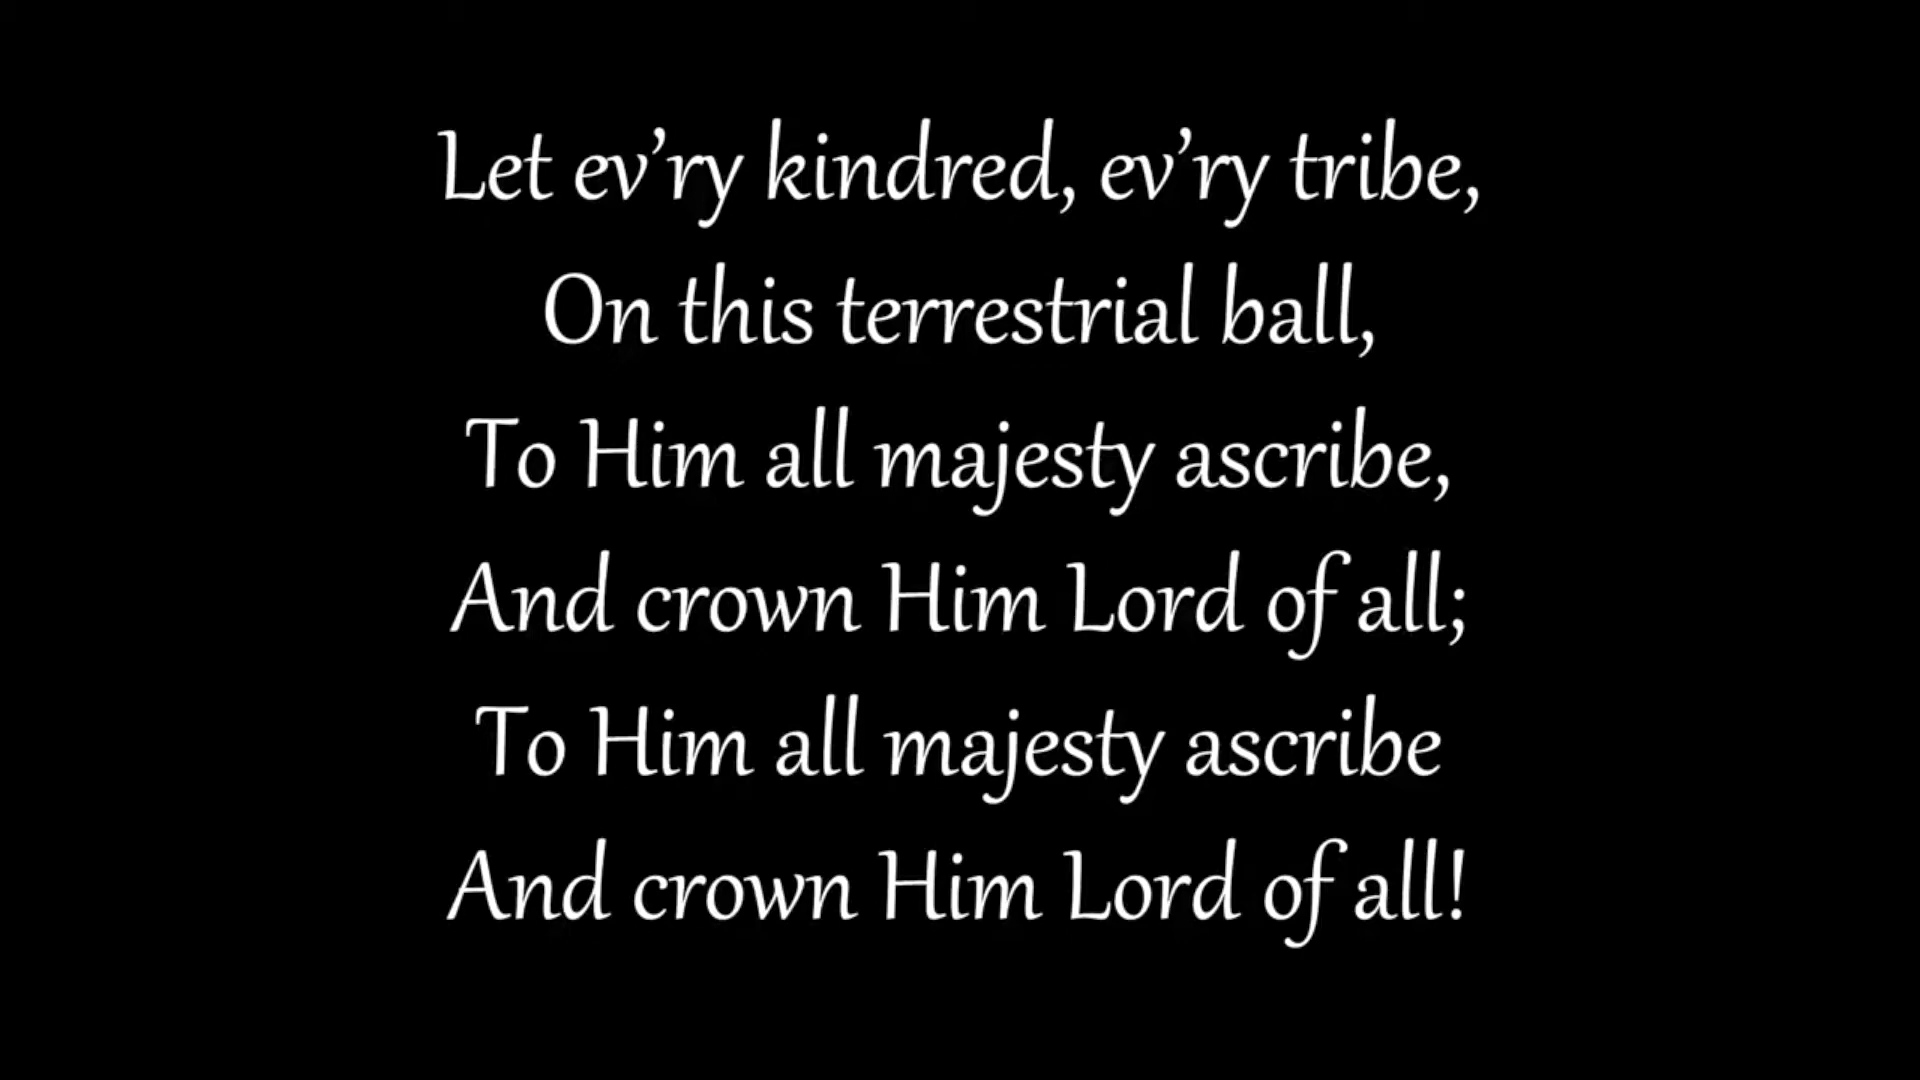 Let ev’ry kindred, ev’ry tribe,
On this terrestrial ball,
To Him all majesty ascribe,
And crown Him Lord of all;
To Him all majesty ascribe
And crown Him Lord of all!